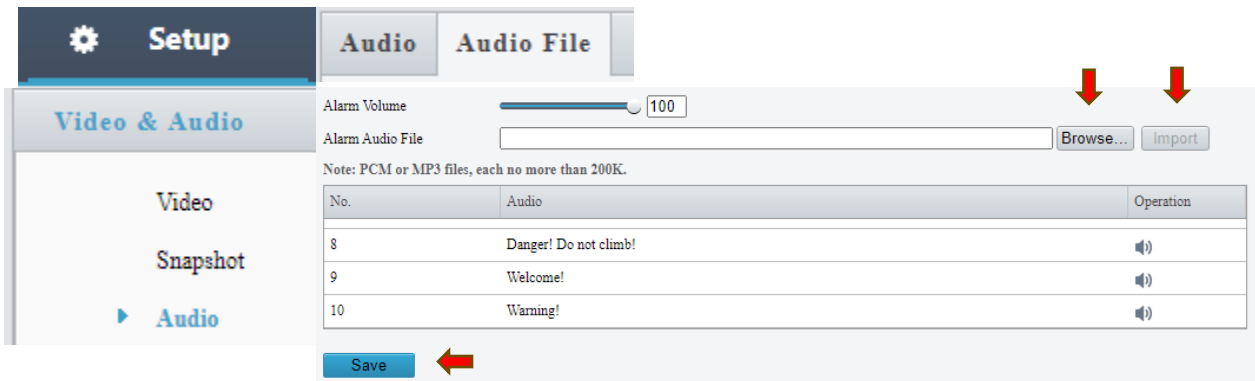 Setup
Audio
Audio File
Video & Audio
Video
Snapshot
Audio
Alarm Volume 100
Alarm Audio File Browse... Import
Note: PCM or MP3 files, each no more than 200K.
No. Audio Operation
8 Danger! Do not climb!
9 Welcome!
10 Warning!
Save